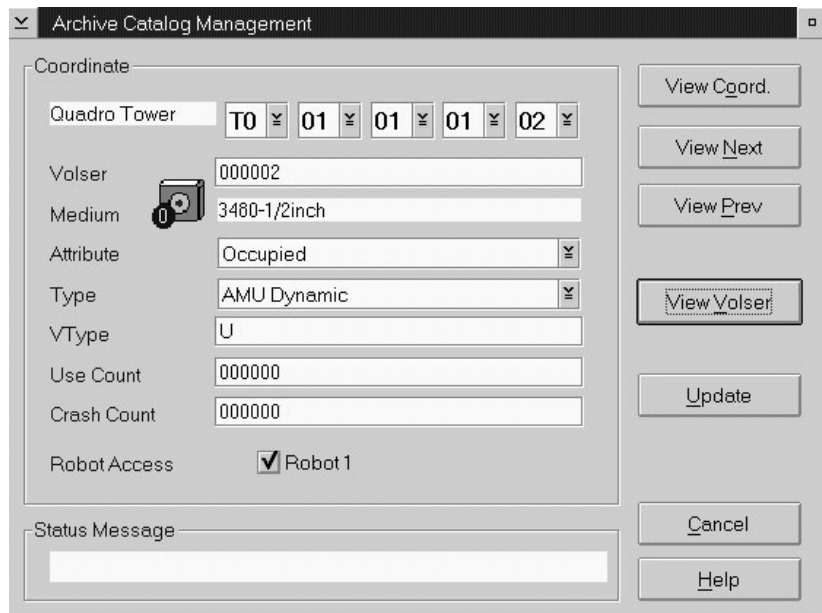 Archive Catalog Management
Coordinate
Quadro Tower T0 01 01 01 02
Volser 000002
Medium 0 3480-1/2inch
Attribute Occupied
Type AMU Dynamic
VType U
Use Count 000000
Crash Count 000000
Robot Access Robot 1
Status Message
View Coord.
View Next
View Prev
View Volser
Update
Cancel
Help